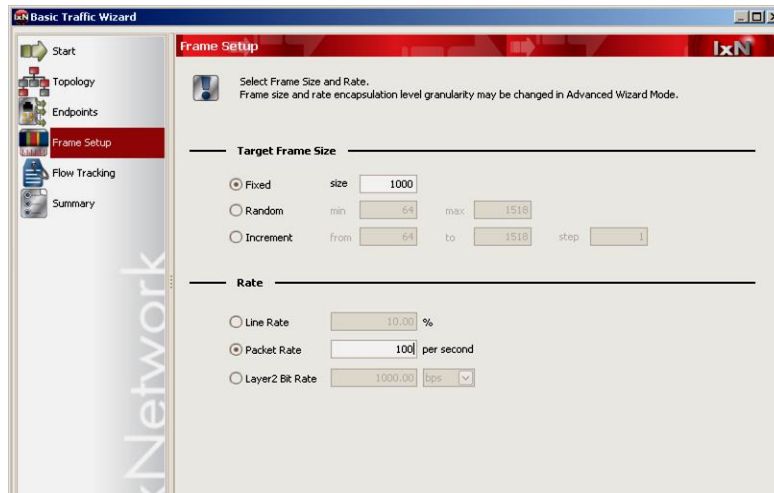 IxN Basic Traffic Wizard
Start
Topology
Endpoints
Frame Setup
Flow Tracking
Summary
xNetwork
Frame Setup
IxN
Select Frame Size and Rate.
Frame size and rate encapsulation level granularity may be changed in Advanced Wizard Mode.
Target Frame Size
Fixed size 1000
Random min 64 max 1518
Increment from 64 to 1518 step 1
Rate
Line Rate 10.00 %
Packet Rate 100 per second
Layer2 Bit Rate 1000.00 bps